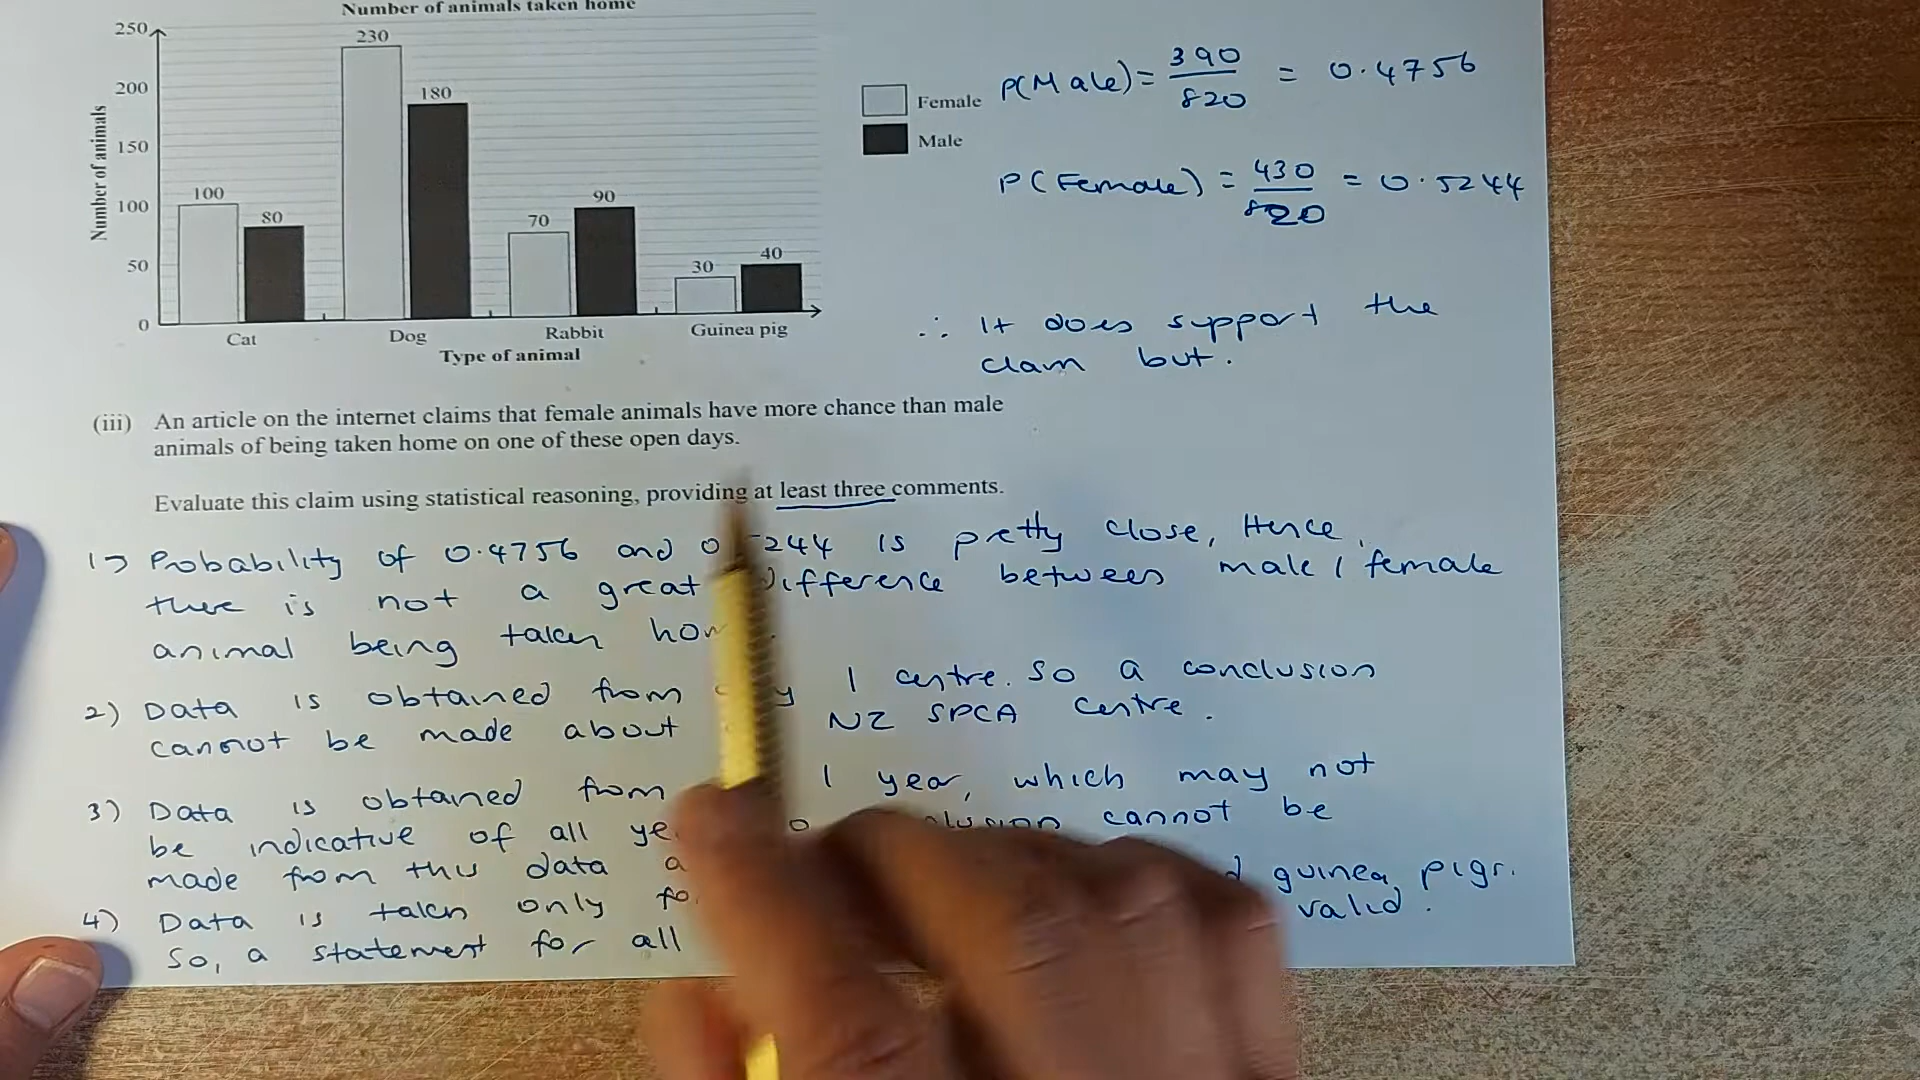 Number of animals taken home
250
200
150
100
50
0
Number of animals
100
80
230
180
70
90
30
40
Cat
Dog
Rabbit
Guinea pig
Type of animal
Female
Male
P(Male) = 390/820 = 0.4756
P(Female) = 430/820 = 0.5244
∴ It does support the
clam but.
(iii) An article on the internet claims that female animals have more chance than male
animals of being taken home on one of these open days.
Evaluate this claim using statistical reasoning, providing at least three comments.
1) Probability of 0.4756 and 0 244 is pretty close, Hence,
there is not a great difference between male / female
animal being taken
2) Data is obtained from 1 centre. So a conclusion
cannot be made about NZ SPCA centre.
3) Data is obtained from 1 year, which may not
be indicative of all cannot be
made from this data
4) Data is taken only guinea pigs.
So, a statement for all valid.